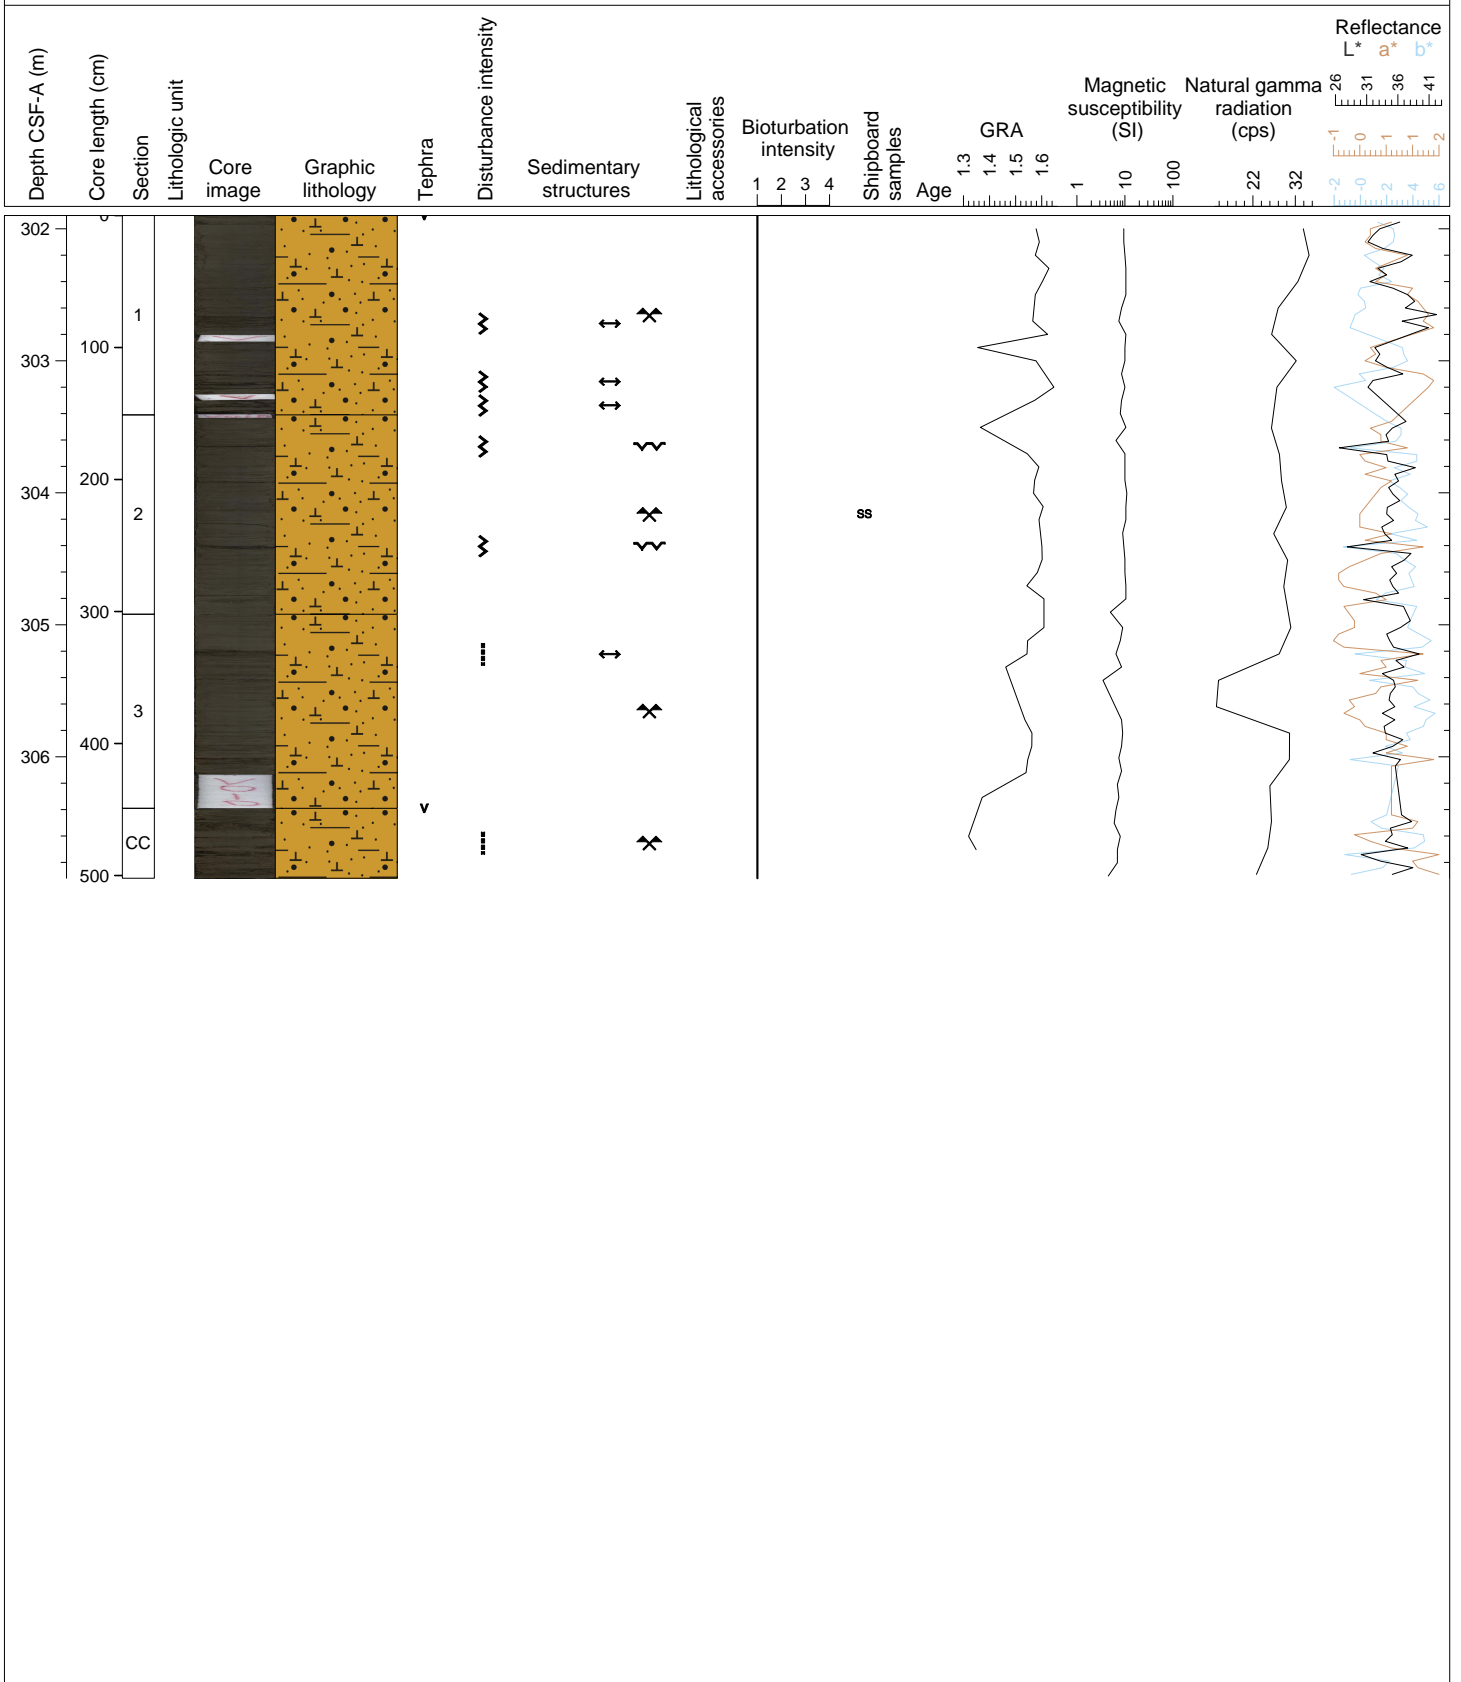 Depth CSF-A (m)
Core length (cm)
Section
Lithologic unit
Core
image
Graphic
lithology
Tephra
Disturbance intensity
Sedimentary
structures
Lithological
accessories
Bioturbation
intensity
1 2 3 4
Shipboard
samples
Age
GRA
1.3 1.4 1.5 1.6
Magnetic
susceptibility
(SI)
1 10 100
Natural gamma
radiation
(cps)
22 32
Reflectance
L* a* b*
26 31 36 41
-1 0 1 1 2
-2 -0 2 4 6
0
302
1
100
303
200
304
2
ss
300
305
3
400
306
v
CC
500